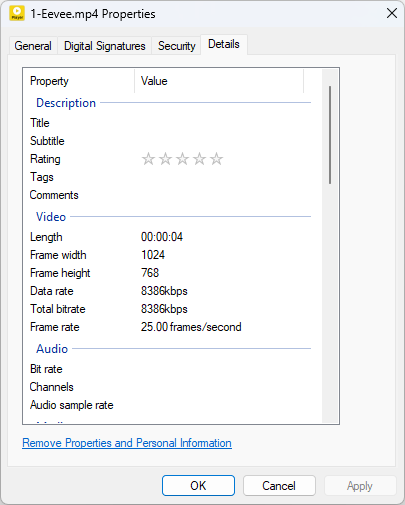 1-Eevee.mp4 Properties
General Digital Signatures Security Details
Property Value
Description
Title
Subtitle
Rating
Tags
Comments
Video
Length 00:00:04
Frame width 1024
Frame height 768
Data rate 8386kbps
Total bitrate 8386kbps
Frame rate 25.00 frames/second
Audio
Bit rate
Channels
Audio sample rate
Remove Properties and Personal Information
OK Cancel Apply